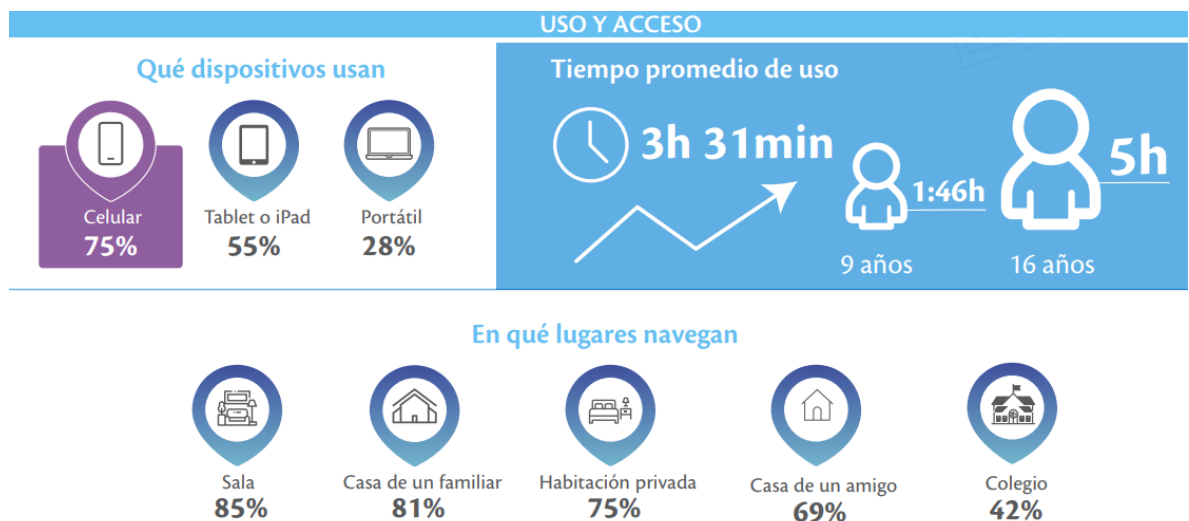 USO Y ACCESO
Qué dispositivos usan
Celular
75%
Tablet o iPad
55%
Portátil
28%
Tiempo promedio de uso
3h 31min
1:46h
9 años
5h
16 años
En qué lugares navegan
Sala
85%
Casa de un familiar
81%
Habitación privada
75%
Casa de un amigo
69%
Colegio
42%